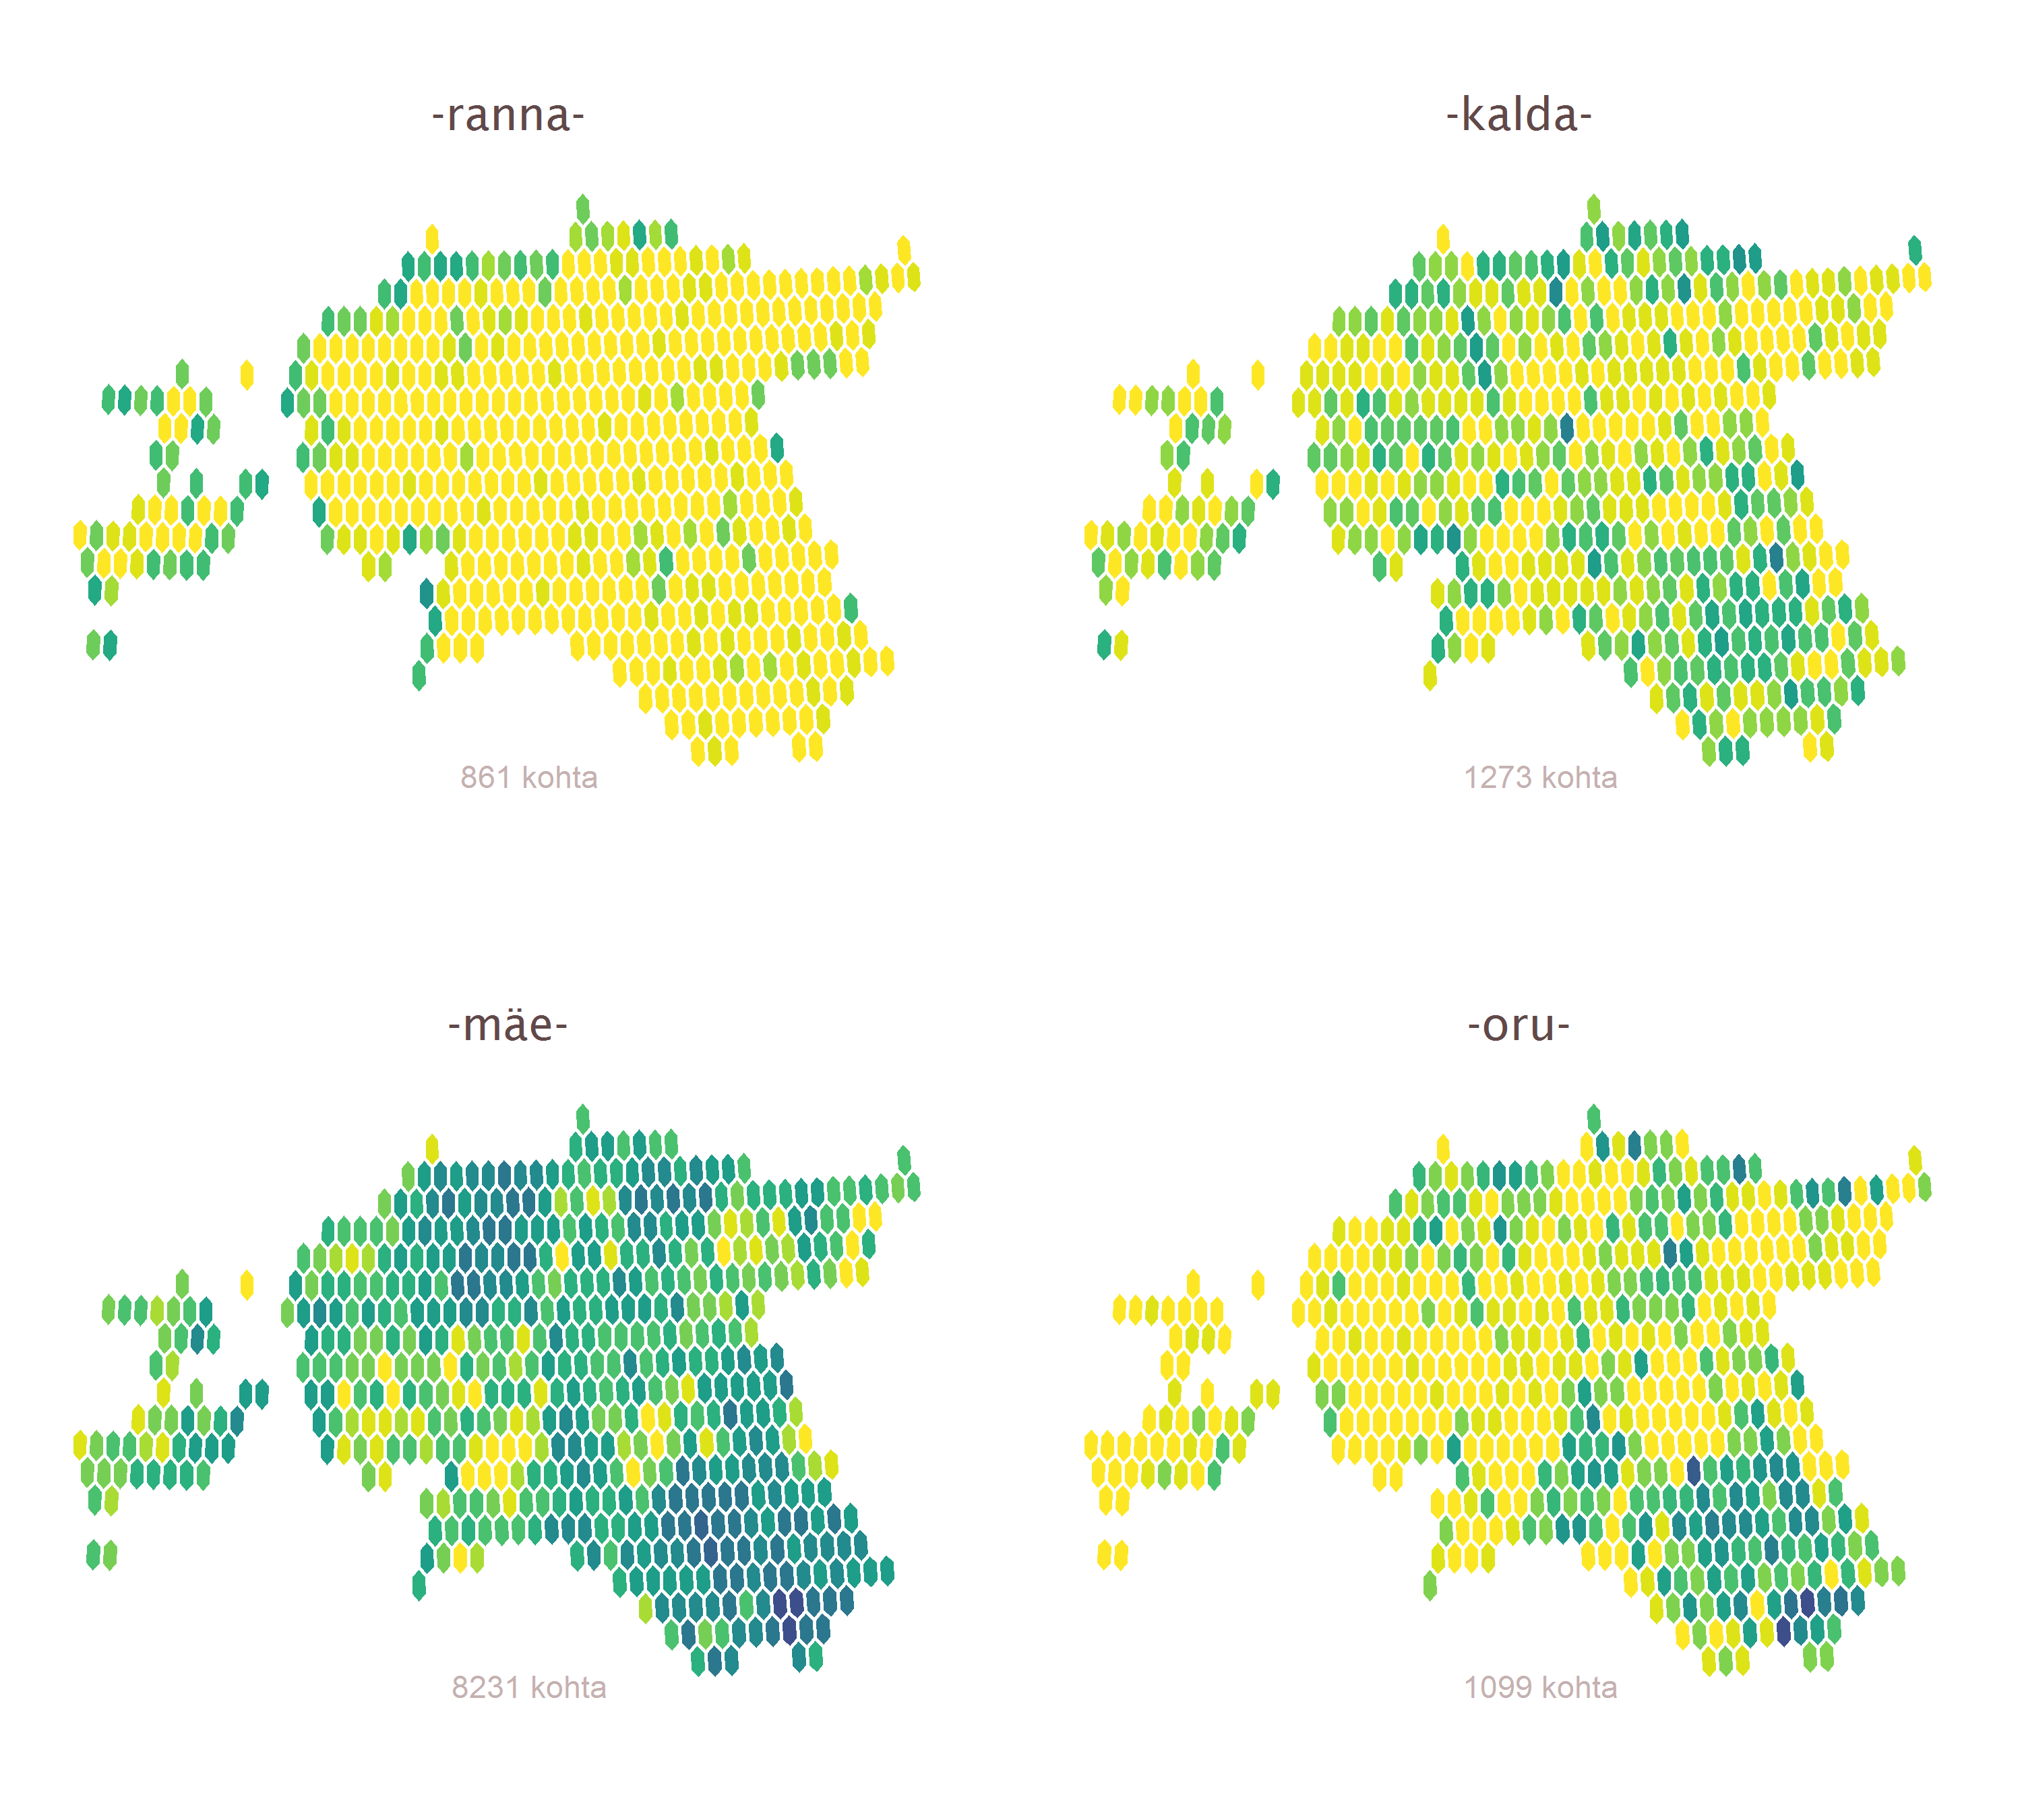 -ranna-
-kalda-
861 kohta
1273 kohta
-mäe-
-oru-
8231 kohta
1099 kohta